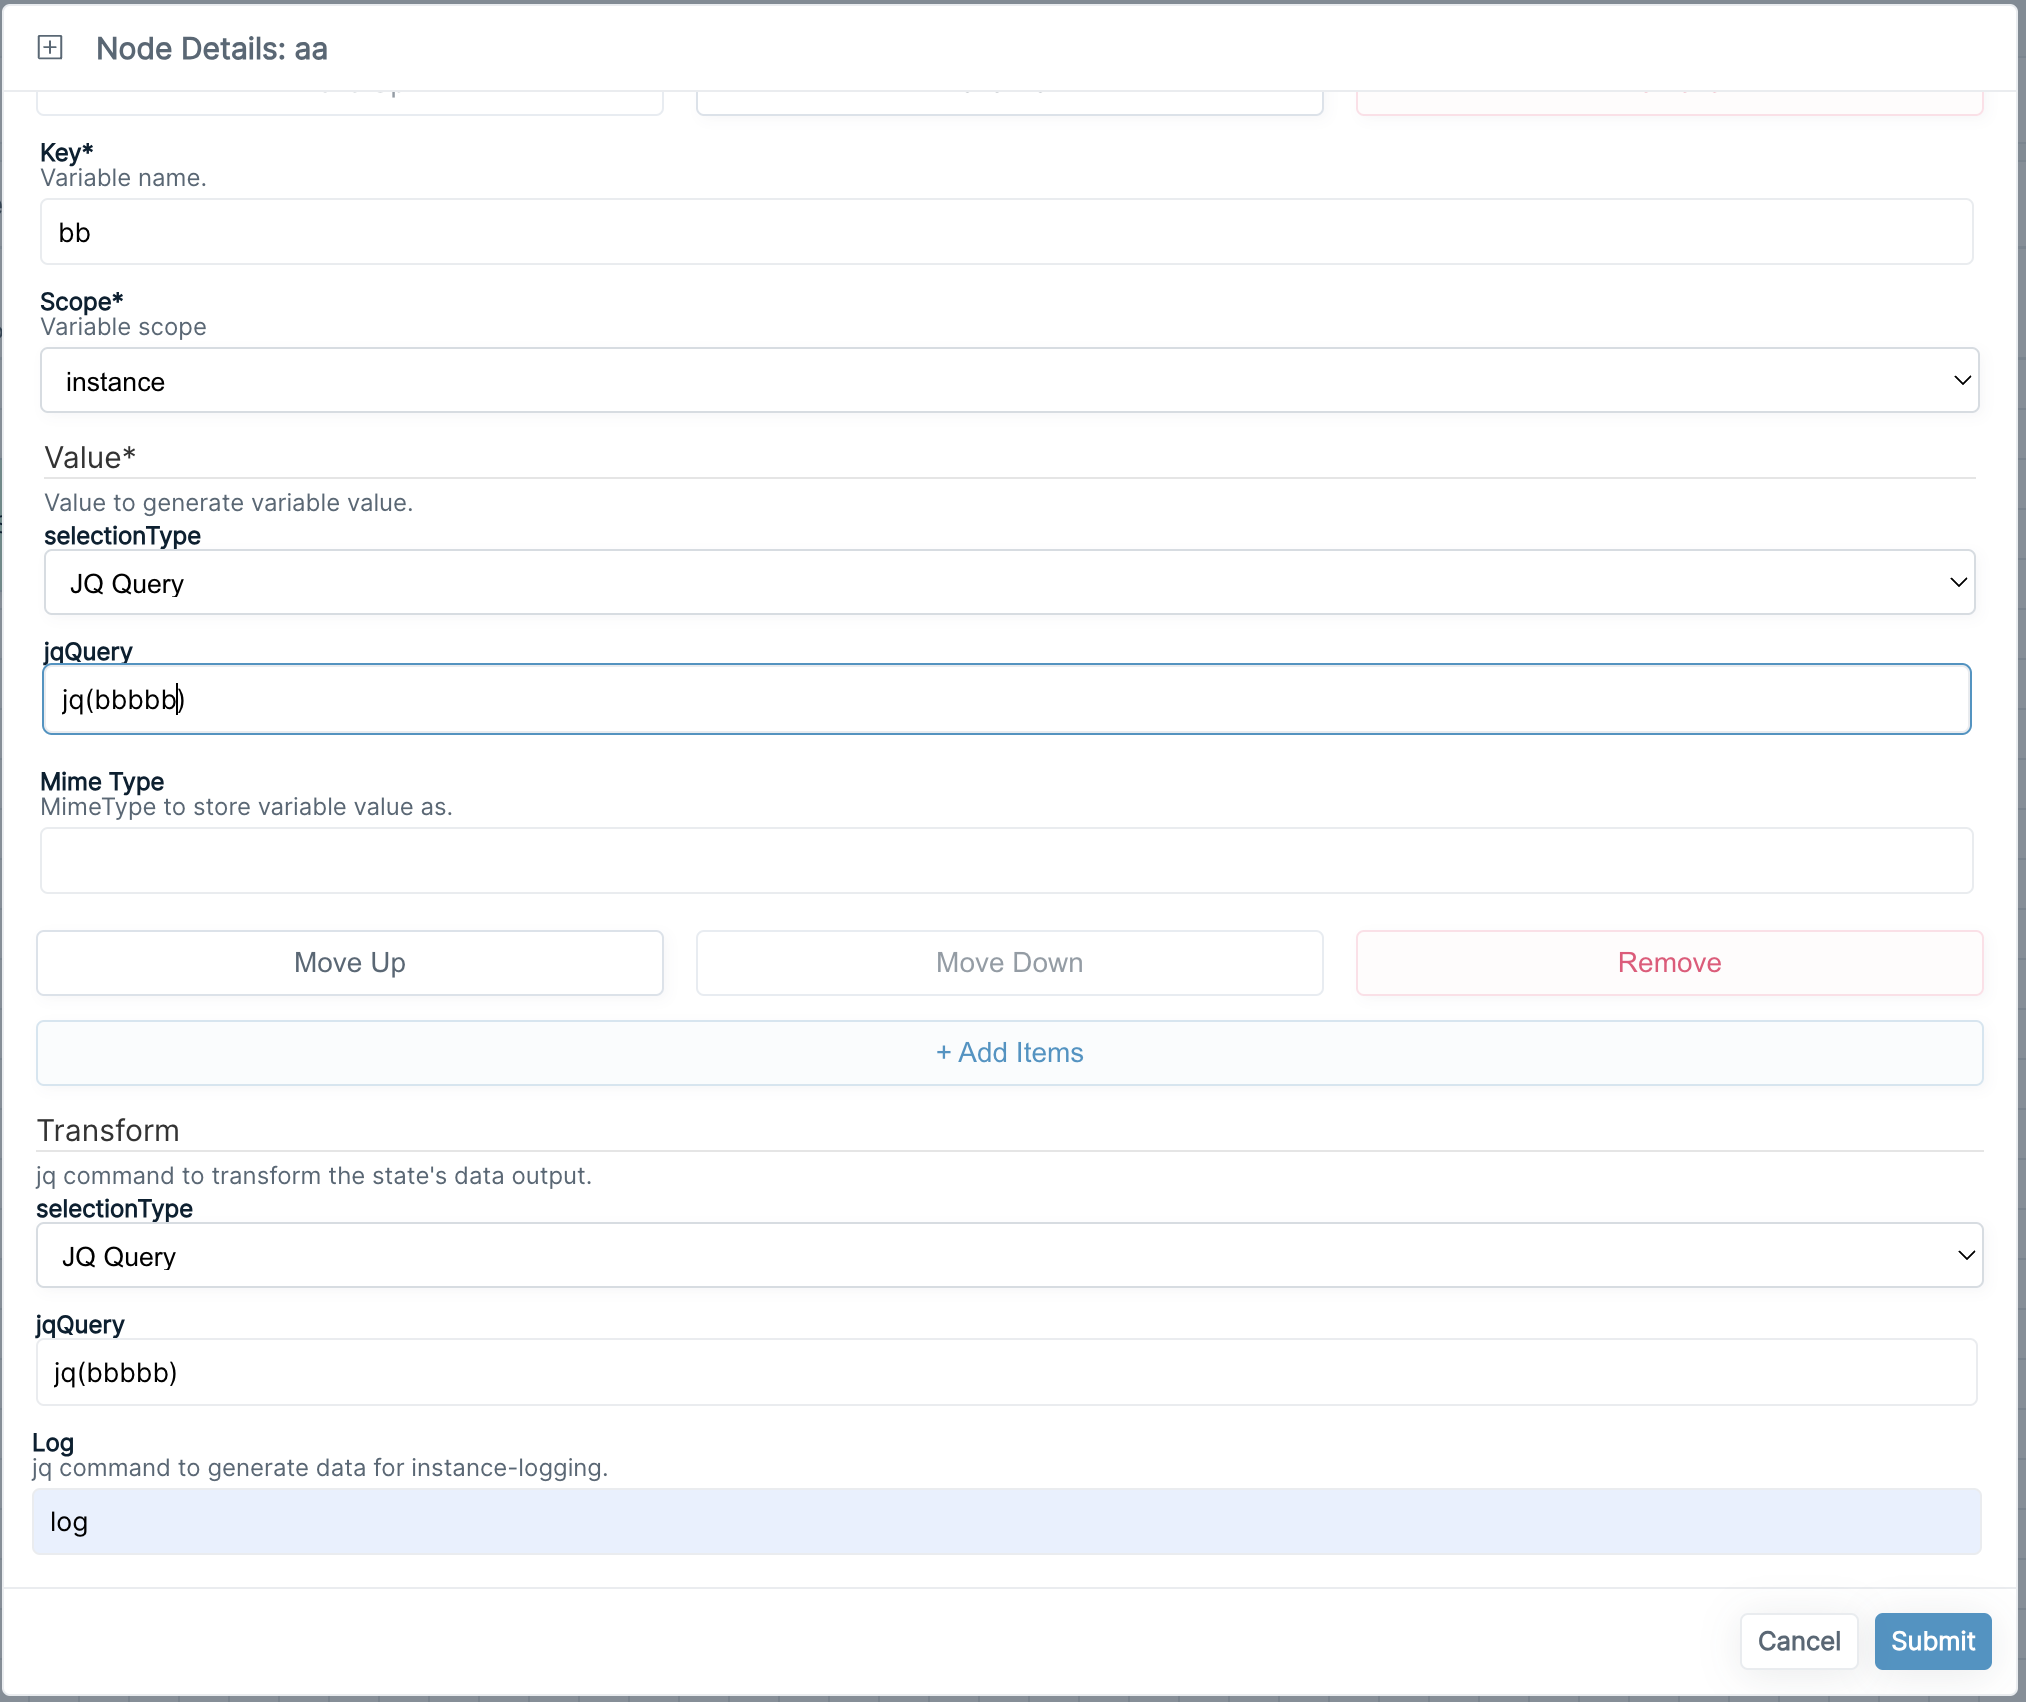 Node Details: aa
Key*
Variable name.
bb
Scope*
Variable scope
instance
Value*
Value to generate variable value.
selectionType
JQ Query
jqQuery
jq(bbbbb)
Mime Type
MimeType to store variable value as.
Move Up
Move Down
Remove
+ Add Items
Transform
jq command to transform the state's data output.
selectionType
JQ Query
jqQuery
jq(bbbbb)
Log
jq command to generate data for instance-logging.
log
Cancel
Submit